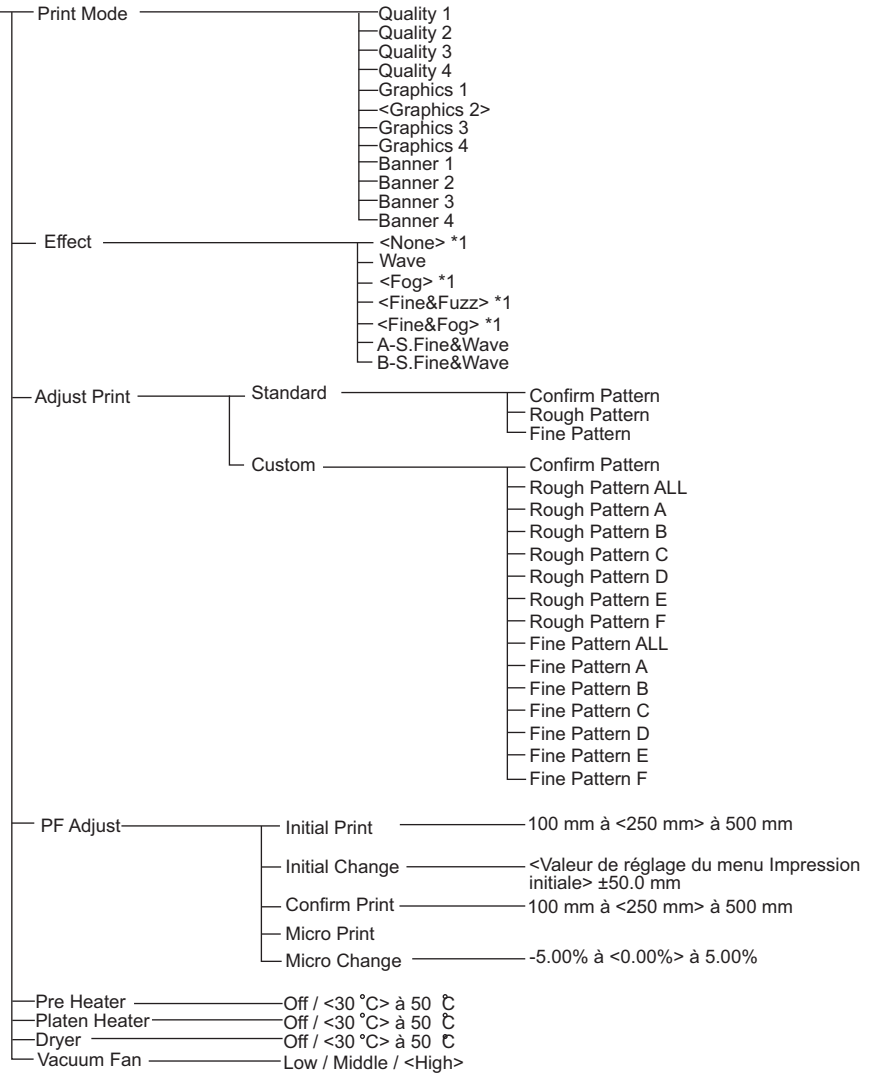 Print Mode
Quality 1
Quality 2
Quality 3
Quality 4
Graphics 1
<Graphics 2>
Graphics 3
Graphics 4
Banner 1
Banner 2
Banner 3
Banner 4
Effect
<None> *1
Wave
<Fog> *1
<Fine&Fuzz> *1
<Fine&Fog> *1
A-S.Fine&Wave
B-S.Fine&Wave
Adjust Print
Standard
Confirm Pattern
Rough Pattern
Fine Pattern
Custom
Confirm Pattern
Rough Pattern ALL
Rough Pattern A
Rough Pattern B
Rough Pattern C
Rough Pattern D
Rough Pattern E
Rough Pattern F
Fine Pattern ALL
Fine Pattern A
Fine Pattern B
Fine Pattern C
Fine Pattern D
Fine Pattern E
Fine Pattern F
PF Adjust
Initial Print
100 mm à <250 mm> à 500 mm
Initial Change
<Valeur de réglage du menu Impression
initiale> ±50.0 mm
Confirm Print
100 mm à <250 mm> à 500 mm
Micro Print
Micro Change
-5.00% à <0.00%> à 5.00%
Pre Heater
Off / <30 °C> à 50 °C
Platen Heater
Off / <30 °C> à 50 °C
Dryer
Off / <30 °C> à 50 °C
Vacuum Fan
Low / Middle / <High>